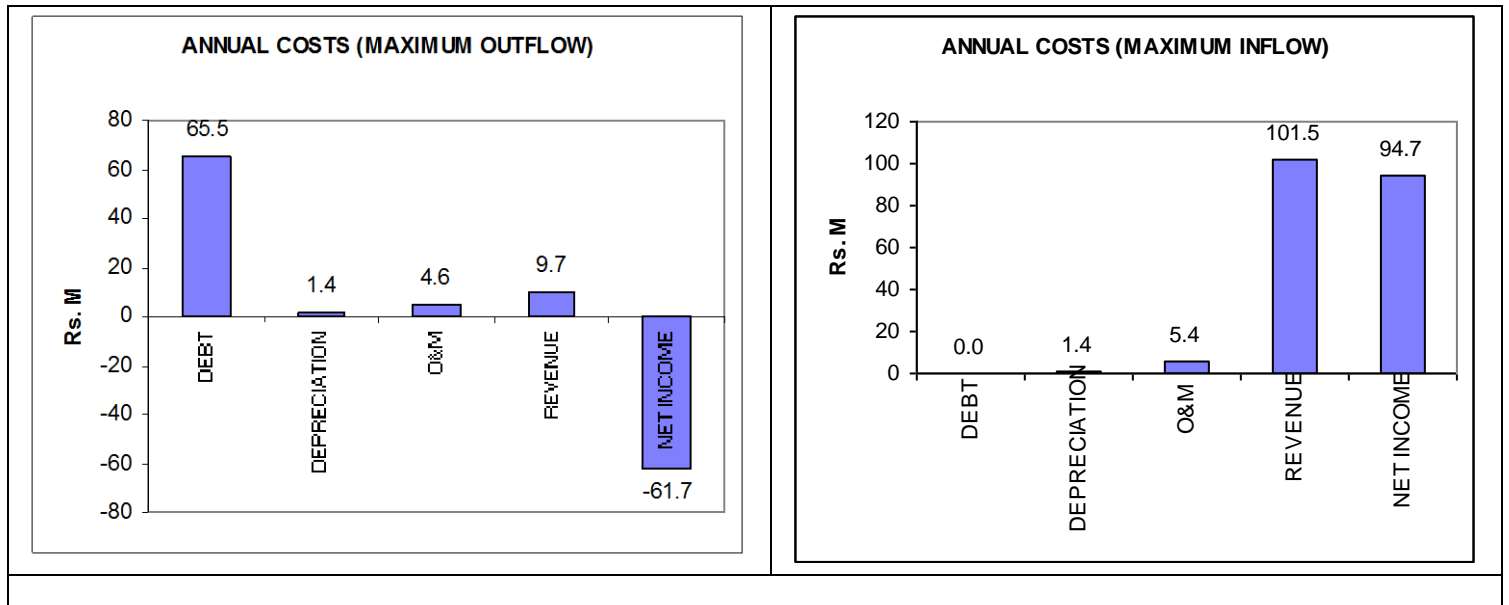 ANNUAL COSTS (MAXIMUM OUTFLOW)
Rs. M
80
60
40
20
0
-20
-40
-60
-80
65.5
1.4
4.6
9.7
-61.7
DEBT
DEPRECIATION
O&M
REVENUE
NET INCOME
ANNUAL COSTS (MAXIMUM INFLOW)
Rs. M
120
100
80
60
40
20
0
0.0
1.4
5.4
101.5
94.7
DEBT
DEPRECIATION
O&M
REVENUE
NET INCOME